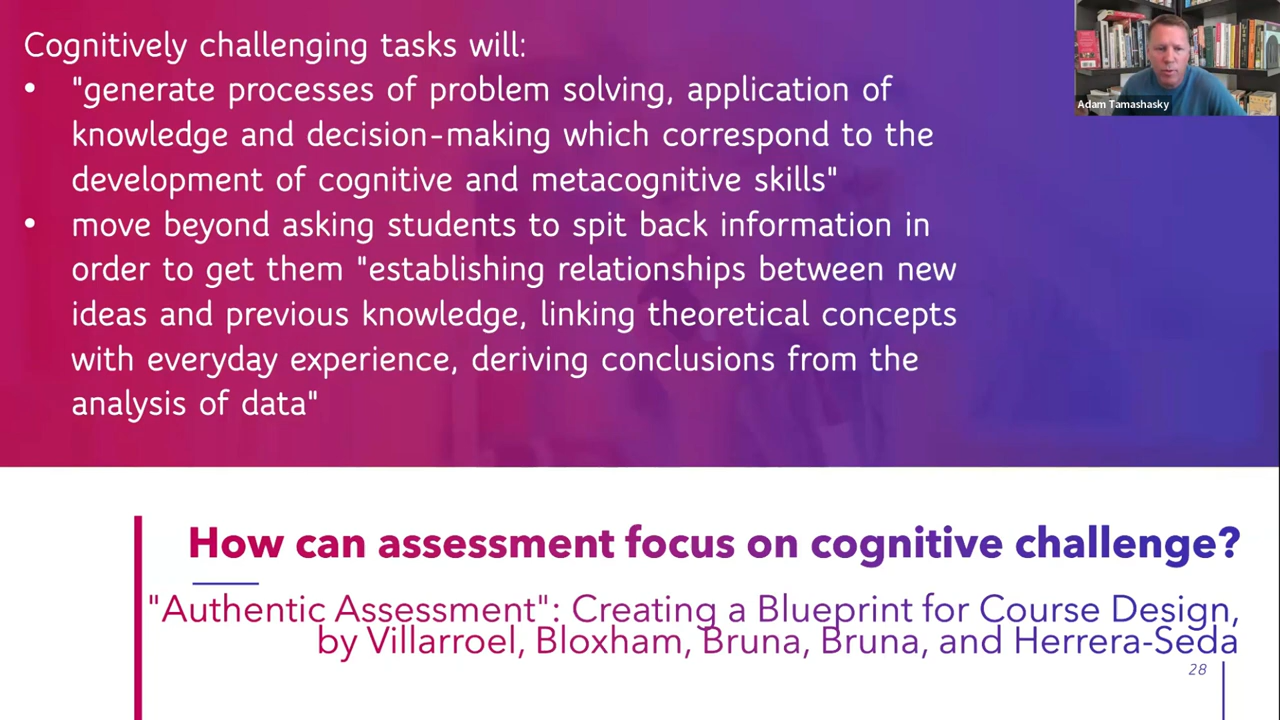 Cognitively challenging tasks will:
• "generate processes of problem solving, application of
knowledge and decision-making which correspond to the
development of cognitive and metacognitive skills"
• move beyond asking students to spit back information in
order to get them "establishing relationships between new
ideas and previous knowledge, linking theoretical concepts
with everyday experience, deriving conclusions from the
analysis of data"
Adam Tamashasky
How can assessment focus on cognitive challenge?
"Authentic Assessment": Creating a Blueprint for Course Design,
by Villarroel, Bloxham, Bruna, Bruna, and Herrera-Seda
28